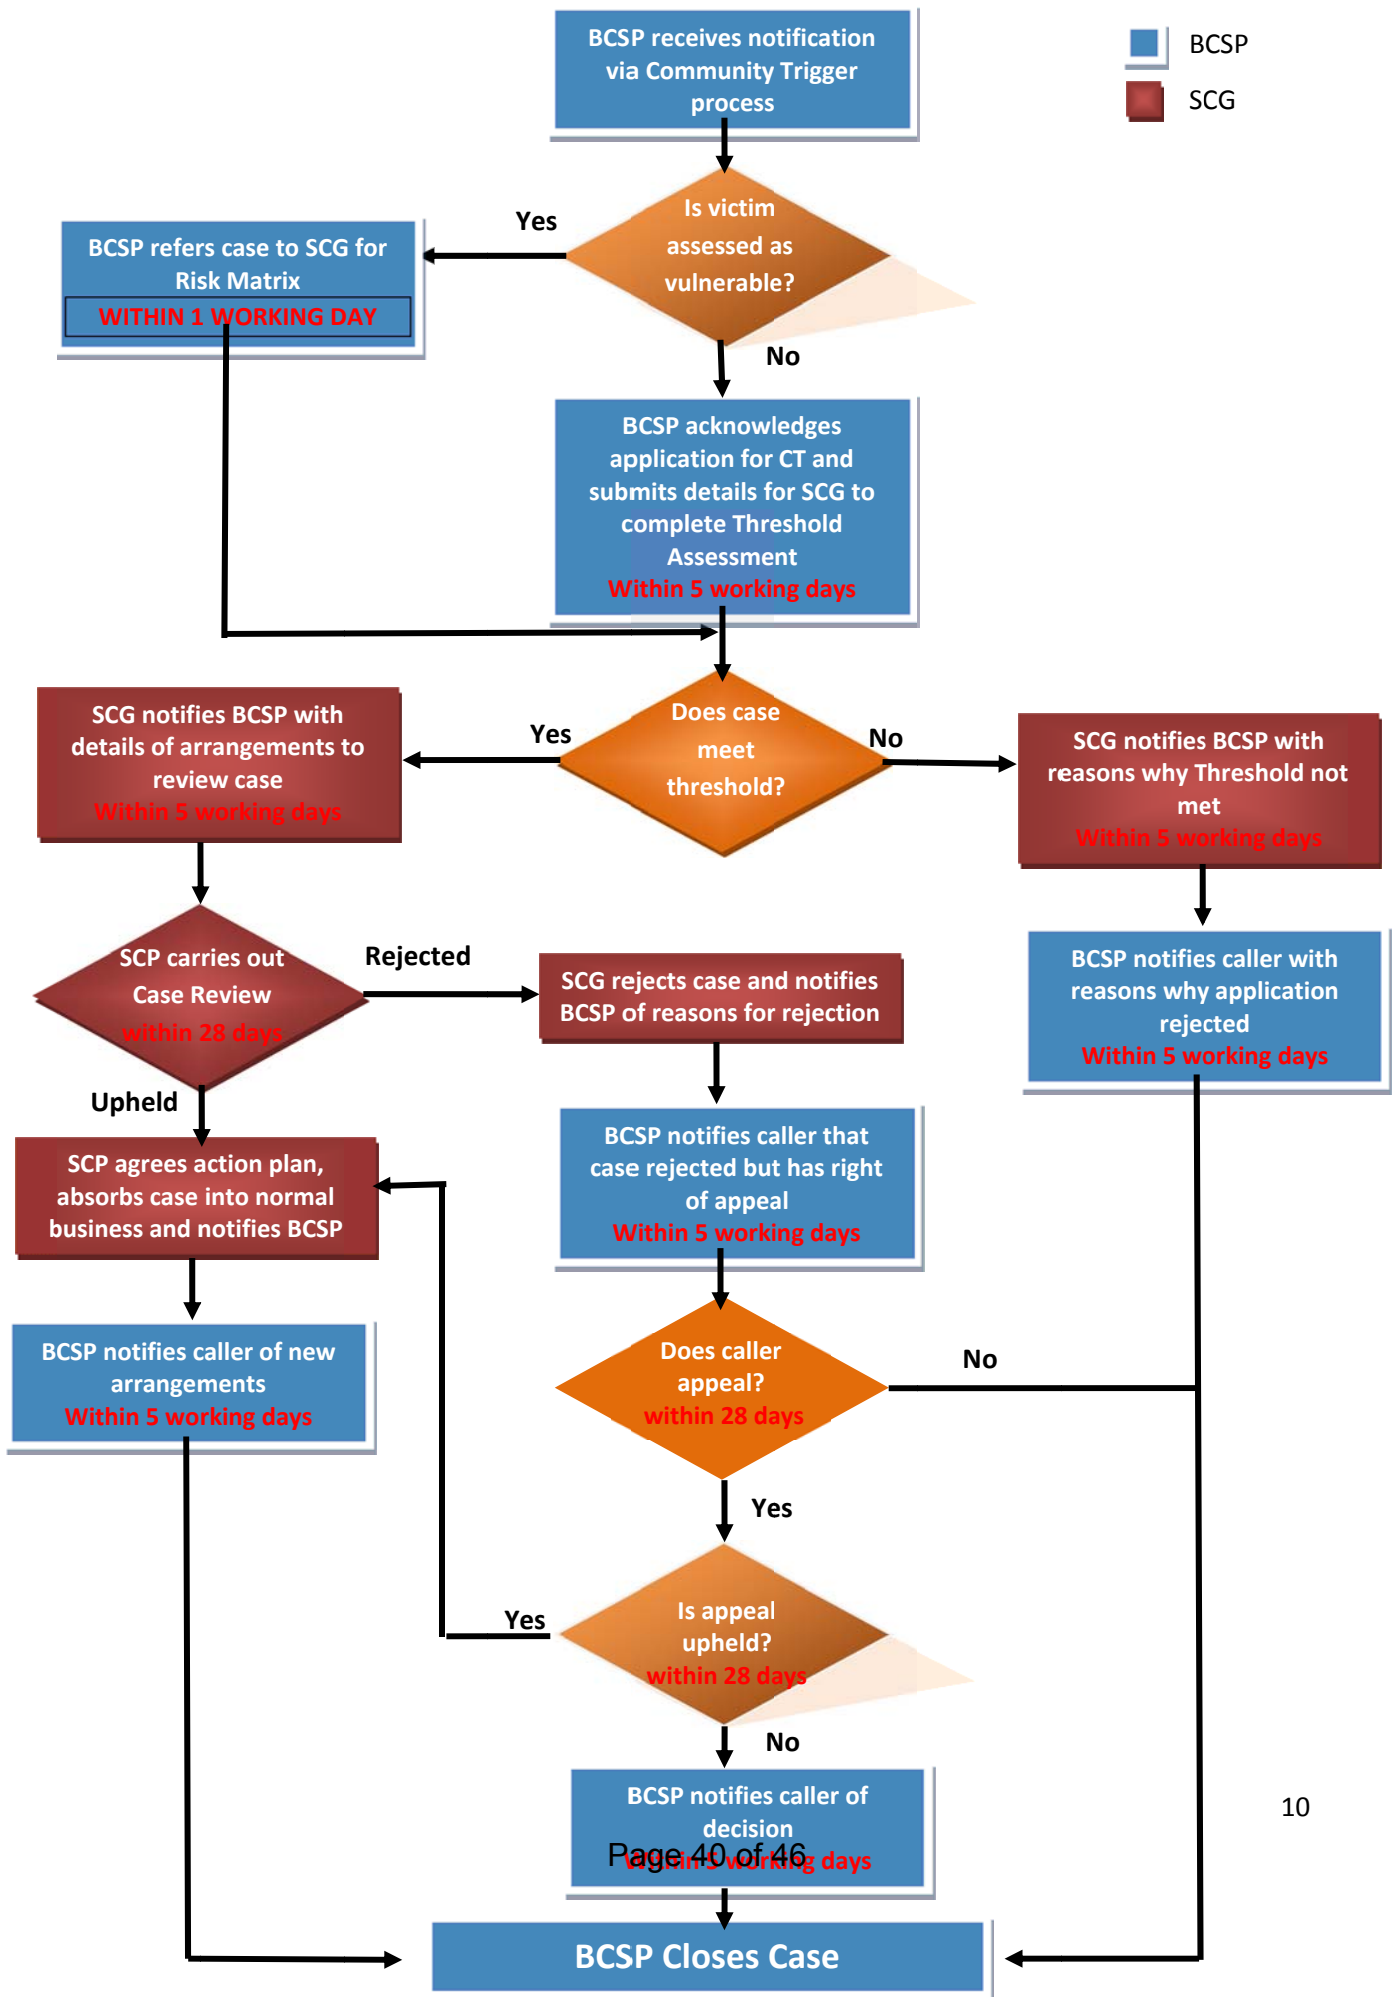 BCSP receives notification
via Community Trigger
process
BCSP
SCG
Is victim
assessed as
vulnerable?
Yes
BCSP refers case to SCG for
Risk Matrix
WITHIN 1 WORKING DAY
No
BCSP acknowledges
application for CT and
submits details for SCG to
complete Threshold
Assessment
Within 5 working days
Does case
meet
threshold?
Yes
No
SCG notifies BCSP with
details of arrangements to
review case
Within 5 working days
SCG notifies BCSP with
reasons why Threshold not
met
Within 5 working days
SCP carries out
Case Review
within 28 days
Rejected
SCG rejects case and notifies
BCSP of reasons for rejection
BCSP notifies caller with
reasons why application
rejected
Within 5 working days
Upheld
SCP agrees action plan,
absorbs case into normal
business and notifies BCSP
BCSP notifies caller that
case rejected but has right
of appeal
Within 5 working days
BCSP notifies caller of new
arrangements
Within 5 working days
Does caller
appeal?
within 28 days
No
Yes
Is appeal
upheld?
within 28 days
Yes
No
BCSP notifies caller of
decision
Within 5 working days
Page 40 of 46
10
BCSP Closes Case